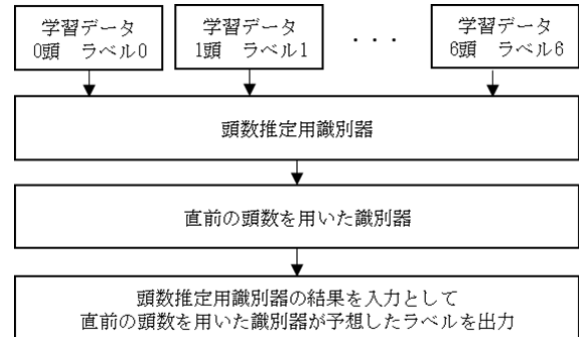 学習データ
0頭 ラベル0
学習データ
1頭 ラベル1
・・・
学習データ
6頭 ラベル6
頭数推定用識別器
直前の頭数を用いた識別器
頭数推定用識別器の結果を入力として
直前の頭数を用いた識別器が予想したラベルを出力